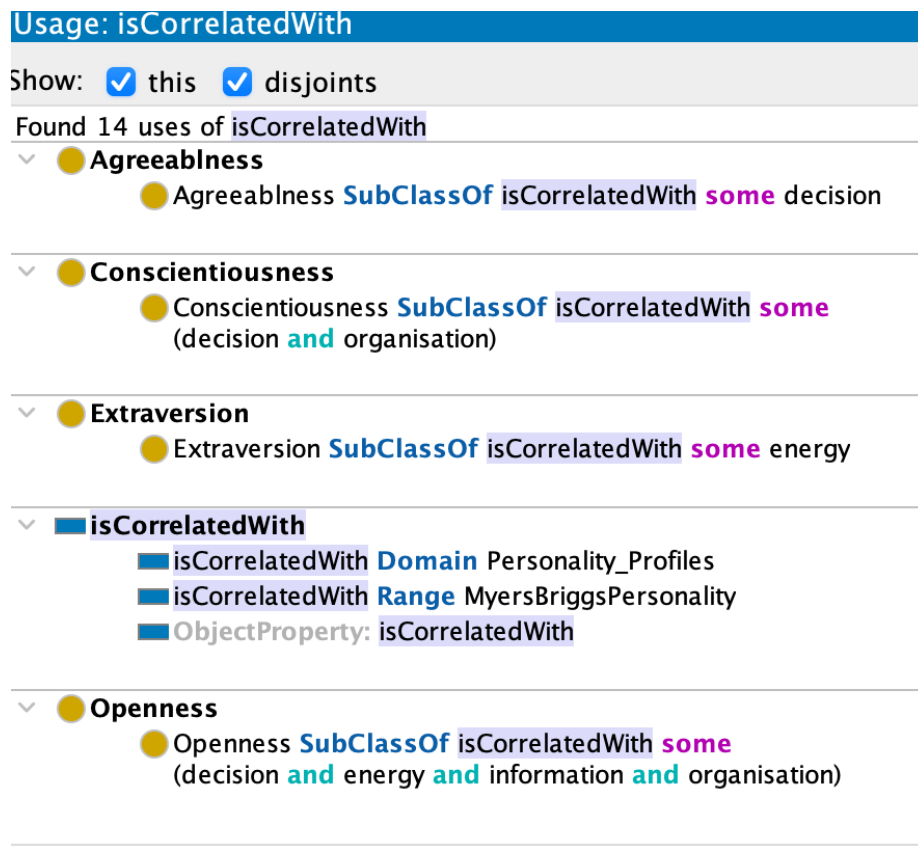 Usage: isCorrelatedWith
Show: this disjoints
Found 14 uses of isCorrelatedWith
Agreeablness
Agreeablness SubClassOf isCorrelatedWith some decision
Conscientiousness
Conscientiousness SubClassOf isCorrelatedWith some
(decision and organisation)
Extraversion
Extraversion SubClassOf isCorrelatedWith some energy
isCorrelatedWith
isCorrelatedWith Domain Personality_Profiles
isCorrelatedWith Range MyersBriggsPersonality
ObjectProperty: isCorrelatedWith
Openness
Openness SubClassOf isCorrelatedWith some
(decision and energy and information and organisation)